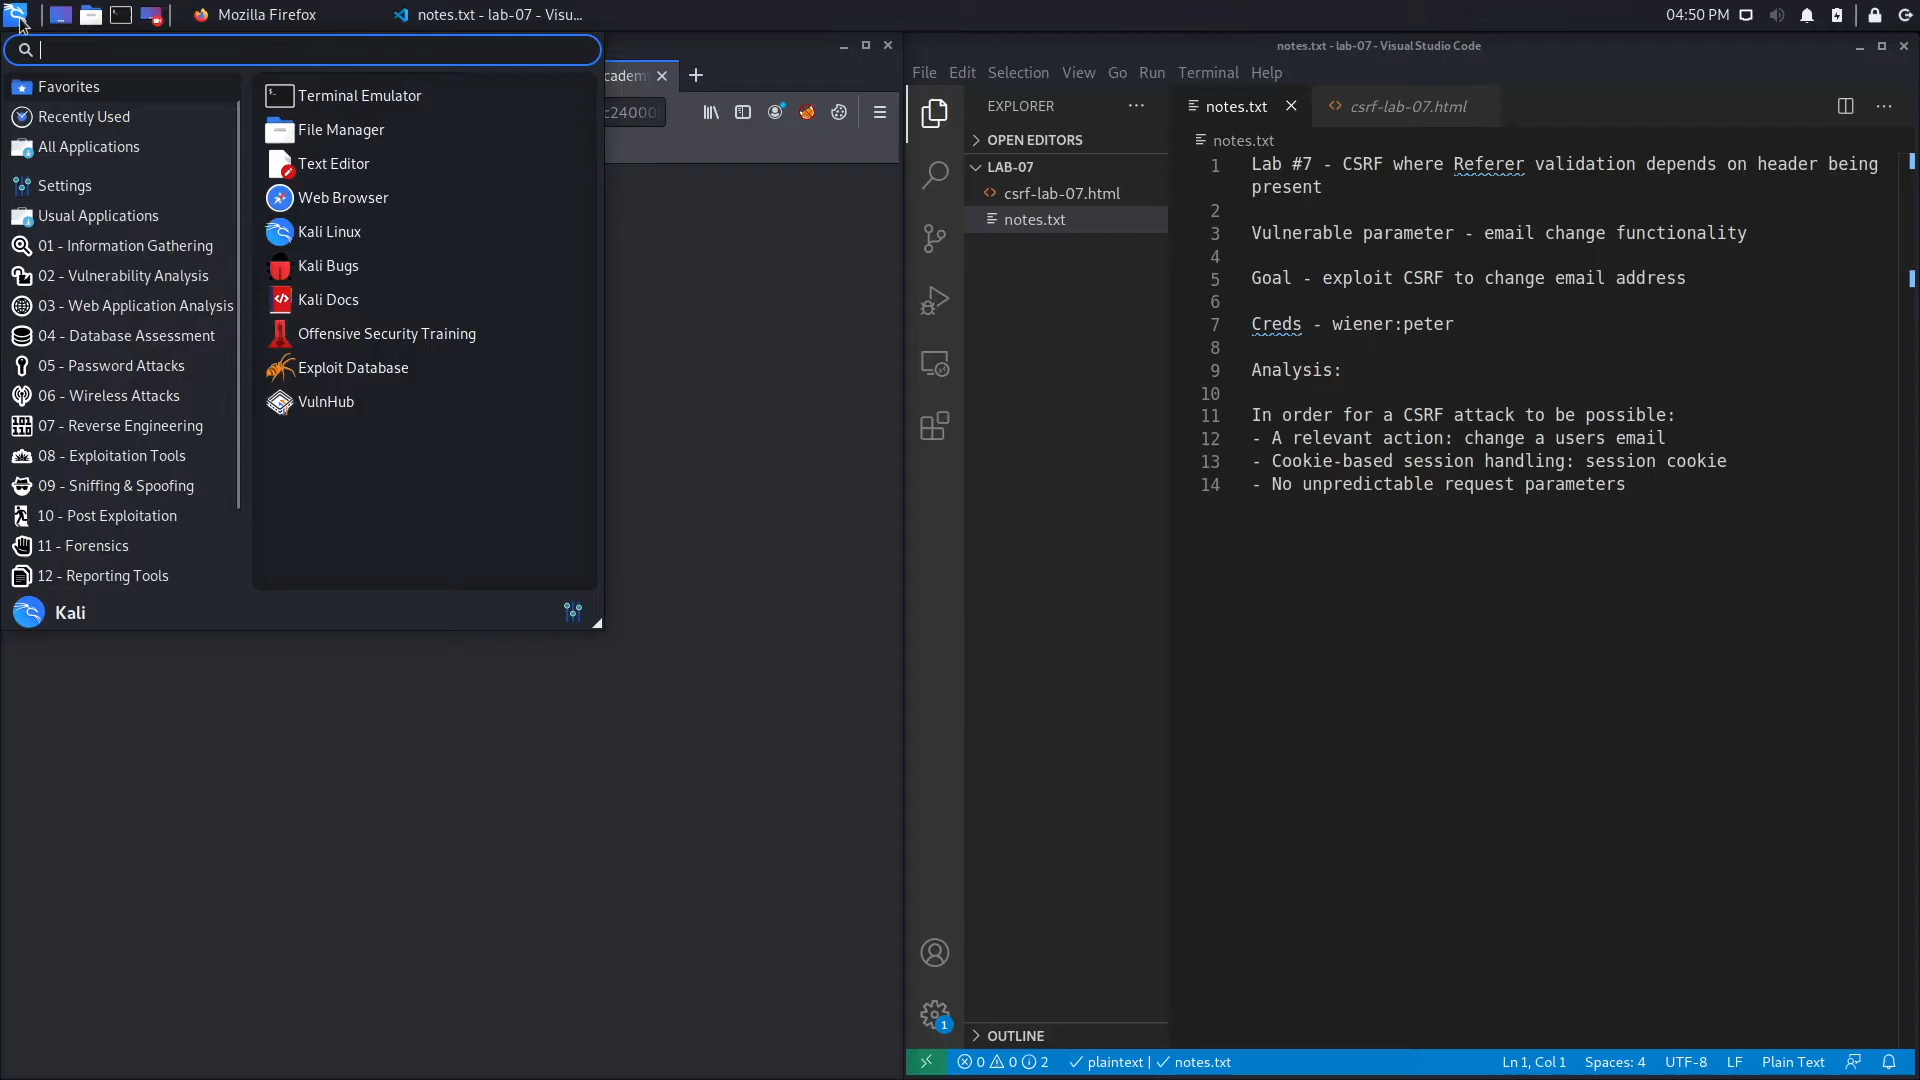 Mozilla Firefox
notes.txt - lab-07 - Visu...
04:50 PM
Favorites
Recently Used
All Applications
Settings
Usual Applications
01 - Information Gathering
02 - Vulnerability Analysis
03 - Web Application Analysis
04 - Database Assessment
05 - Password Attacks
06 - Wireless Attacks
07 - Reverse Engineering
08 - Exploitation Tools
09 - Sniffing & Spoofing
10 - Post Exploitation
11 - Forensics
12 - Reporting Tools
Kali
Terminal Emulator
File Manager
Text Editor
Web Browser
Kali Linux
Kali Bugs
Kali Docs
Offensive Security Training
Exploit Database
VulnHub
cadem
c24000
notes.txt - lab-07 - Visual Studio Code
File Edit Selection View Go Run Terminal Help
EXPLORER
OPEN EDITORS
LAB-07
csrf-lab-07.html
notes.txt
OUTLINE
notes.txt csrf-lab-07.html
notes.txt
1 Lab #7 - CSRF where Referer validation depends on header being
present
2
3 Vulnerable parameter - email change functionality
4
5 Goal - exploit CSRF to change email address
6
7 Creds - wiener:peter
8
9 Analysis:
10
11 In order for a CSRF attack to be possible:
12 - A relevant action: change a users email
13 - Cookie-based session handling: session cookie
14 - No unpredictable request parameters
1
0 0 2 plaintext | notes.txt Ln 1, Col 1 Spaces: 4 UTF-8 LF Plain Text